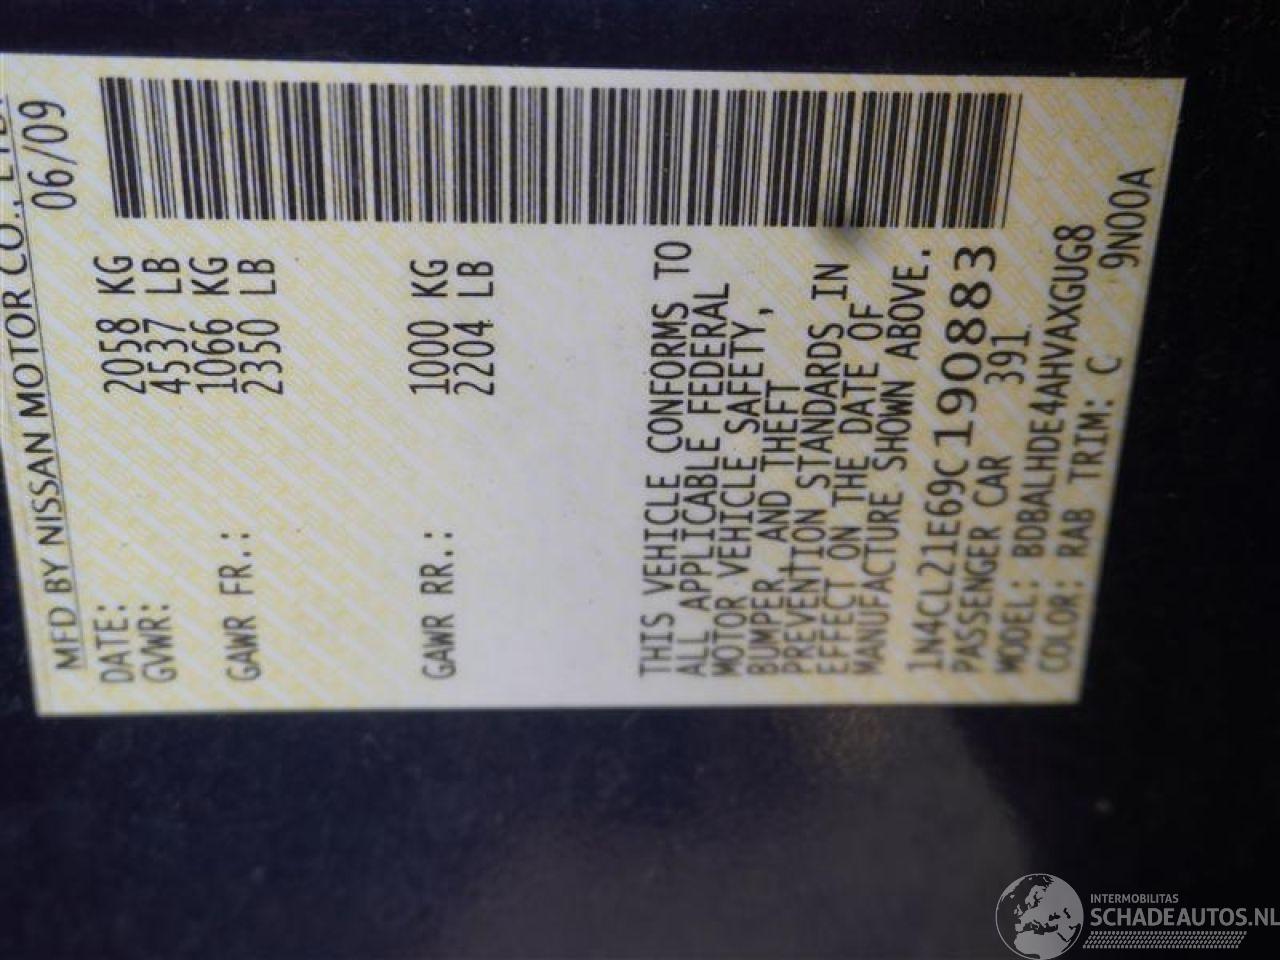 MFD BY NISSAN MOTOR CO., LTD.
DATE: 06/09
GVWR: 2058 KG
4537 LB
GAWR FR.: 1066 KG
2350 LB
GAWR RR.: 1000 KG
2204 LB
THIS VEHICLE CONFORMS TO
ALL APPLICABLE FEDERAL
MOTOR VEHICLE SAFETY,
BUMPER, AND THEFT
PREVENTION STANDARDS IN
EFFECT ON THE DATE OF
MANUFACTURE SHOWN ABOVE.
1N4CL21E69C190883
PASSENGER CAR 391
MODEL: BDBALHDE4AHVAXGUG8
COLOR: RAB TRIM: C 9N00A
INTERMOBILITAS
SCHADEAUTOS.NL